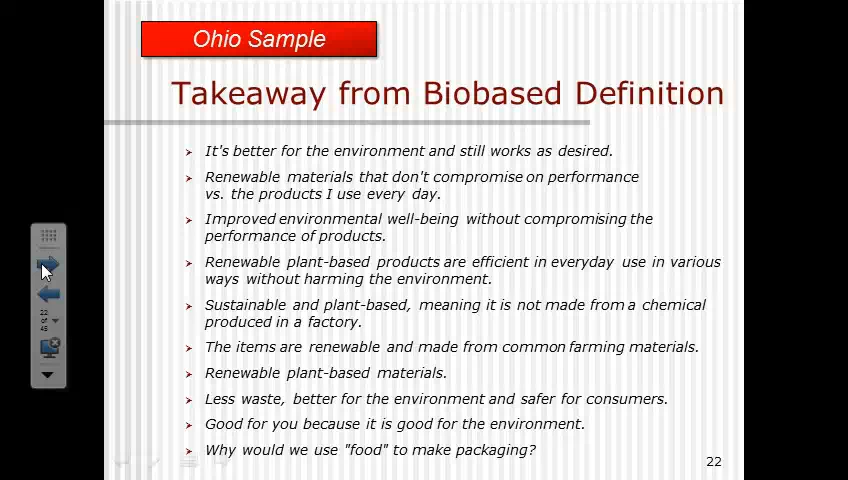 Ohio Sample
Takeaway from Biobased Definition
It's better for the environment and still works as desired.
Renewable materials that don't compromise on performance
vs. the products I use every day.
Improved environmental well-being without compromising the
performance of products.
Renewable plant-based products are efficient in everyday use in various
ways without harming the environment.
Sustainable and plant-based, meaning it is not made from a chemical
produced in a factory.
The items are renewable and made from common farming materials.
Renewable plant-based materials.
Less waste, better for the environment and safer for consumers.
Good for you because it is good for the environment.
Why would we use "food" to make packaging?
22
22
of
45